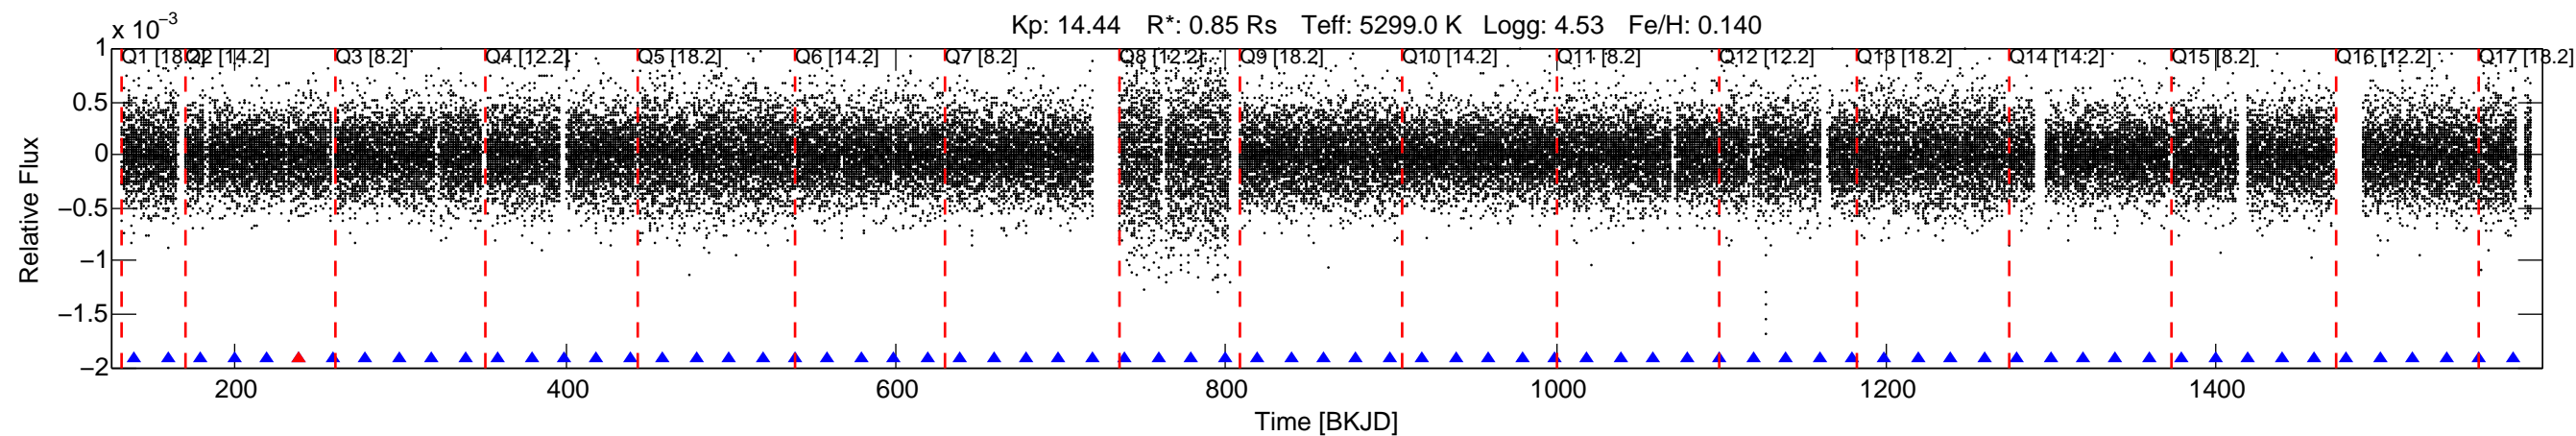 Kp: 14.44 R*: 0.85 Rs Teff: 5299.0 K Logg: 4.53 Fe/H: 0.140
x 10⁻³
Q1 [18.2] Q2 [14.2] Q3 [8.2] Q4 [12.2] Q5 [18.2] Q6 [14.2] Q7 [8.2] Q8 [12.2] Q9 [18.2] Q10 [14.2] Q11 [8.2] Q12 [12.2] Q13 [18.2] Q14 [14.2] Q15 [8.2] Q16 [12.2] Q17 [18.2]
1
0.5
0
−0.5
−1
−1.5
−2
Relative Flux
200 400 600 800 1000 1200 1400
Time [BKJD]